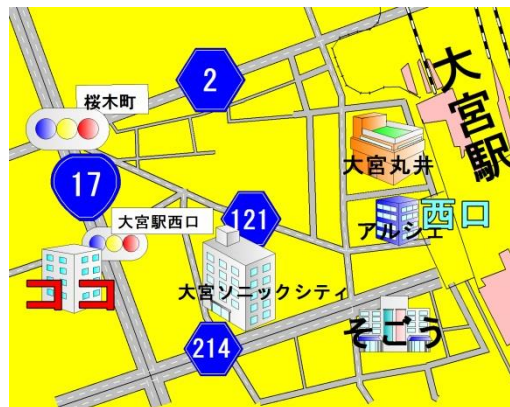 2
桜木町
大宮駅
大宮丸井
17
大宮駅西口
121
西口
アルシェ
ココ
大宮ソニックシティ
そごう
214